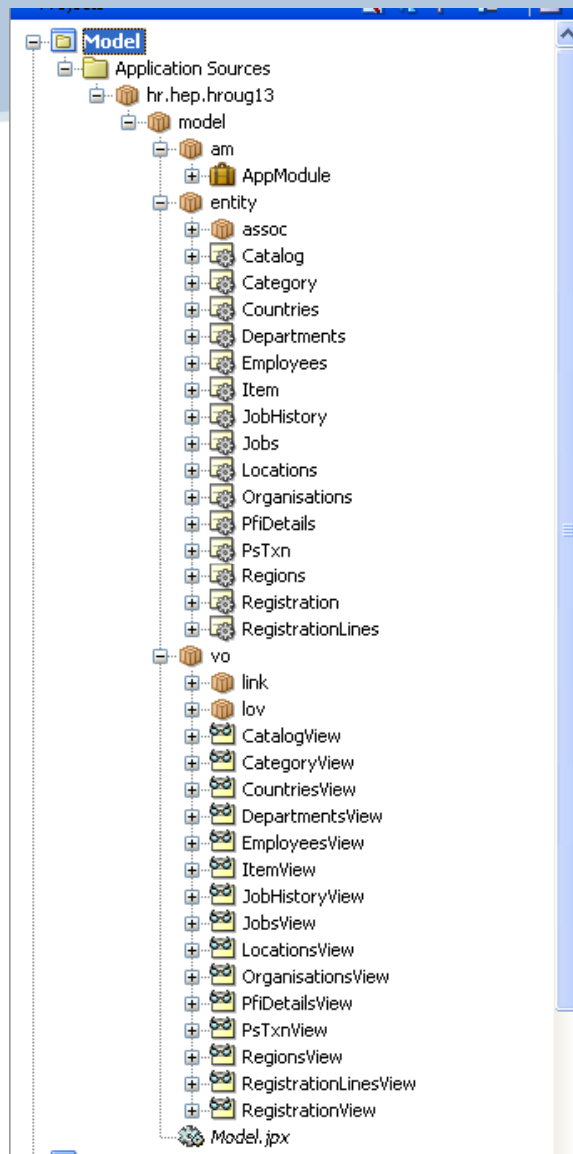 Model
Application Sources
hr.hep.hroug13
model
am
AppModule
entity
assoc
Catalog
Category
Countries
Departments
Employees
Item
JobHistory
Jobs
Locations
Organisations
PfiDetails
PsTxn
Regions
Registration
RegistrationLines
vo
link
lov
CatalogView
CategoryView
CountriesView
DepartmentsView
EmployeesView
ItemView
JobHistoryView
JobsView
LocationsView
OrganisationsView
PfiDetailsView
PsTxnView
RegionsView
RegistrationLinesView
RegistrationView
Model.jpx